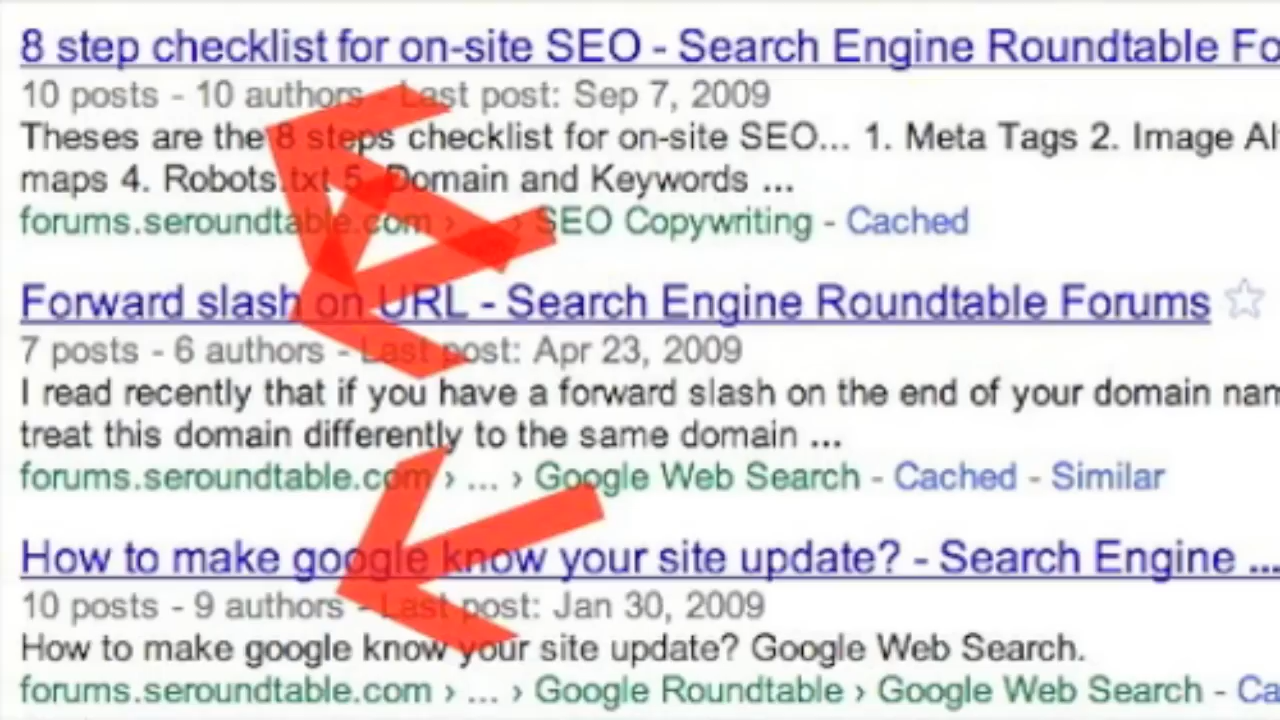 8 step checklist for on-site SEO - Search Engine Roundtable Fo
10 posts - 10 authors - Last post: Sep 7, 2009
Theses are the 8 steps checklist for on-site SEO... 1. Meta Tags 2. Image Al
maps 4. Robots.txt 5. Domain and Keywords ...
forums.seroundtable.com › ... › SEO Copywriting - Cached
Forward slash on URL - Search Engine Roundtable Forums
7 posts - 6 authors - Last post: Apr 23, 2009
I read recently that if you have a forward slash on the end of your domain nam
treat this domain differently to the same domain ...
forums.seroundtable.com › ... › Google Web Search - Cached - Similar
How to make google know your site update? - Search Engine ...
10 posts - 9 authors - Last post: Jan 30, 2009
How to make google know your site update? Google Web Search.
forums.seroundtable.com › ... › Google Roundtable › Google Web Search - Ca